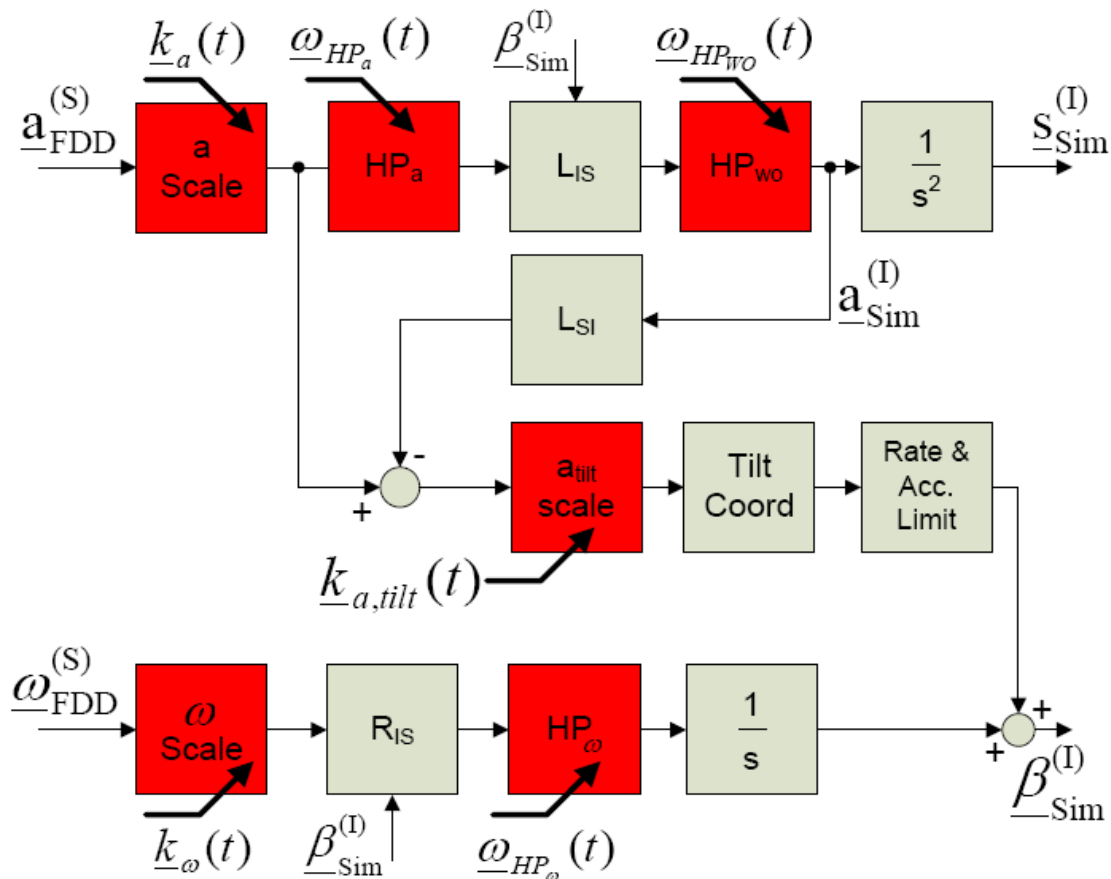 k_a(t)
ω_HP_a(t)
β_Sim^(I)
ω_HP_WO(t)
a_FDD^(S)
a
Scale
HP_a
L_IS
HP_wo
1
s²
s_Sim^(I)
L_SI
a_Sim^(I)
-
+
a_tilt
scale
Tilt
Coord
Rate &
Acc.
Limit
k_a,tilt(t)
ω_FDD^(S)
ω
Scale
R_IS
HP_ω
1
s
+
+
β_Sim^(I)
k_ω(t)
β_Sim^(I)
ω_HP_ω(t)